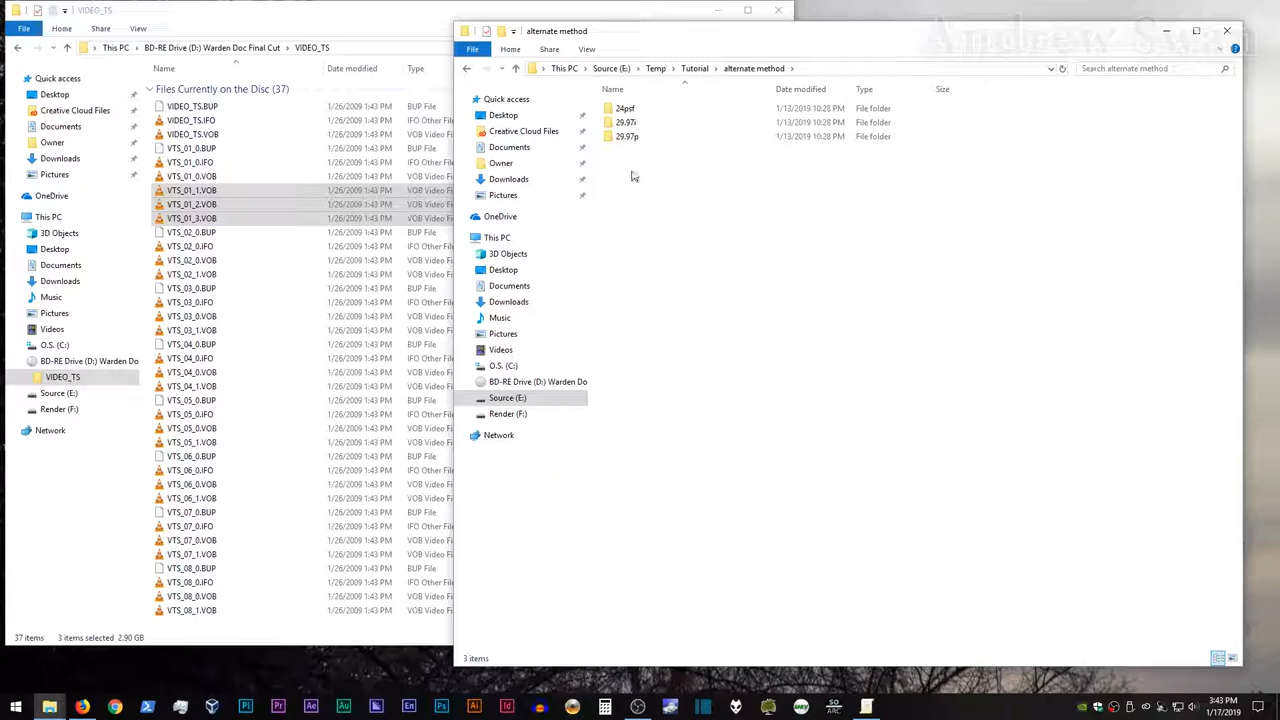 VIDEO_TS
File Home Share View
This PC BD-RE Drive (D:) Warden Doc Final Cut VIDEO_TS
Name Date modified Type
Quick access
Desktop
Creative Cloud Files
Documents
Owner
Downloads
Pictures
OneDrive
This PC
3D Objects
Desktop
Documents
Downloads
Music
Pictures
Videos
O.S. (C:)
BD-RE Drive (D:) Warden Do
VIDEO_TS
Source (E:)
Render (F:)
Network
Files Currently on the Disc (37)
VIDEO_TS.BUP 1/26/2009 1:43 PM BUP File
VIDEO_TS.IFO 1/26/2009 1:43 PM IFO Other File
VIDEO_TS.VOB 1/26/2009 1:43 PM VOB Video Fi
VTS_01_0.BUP 1/26/2009 1:43 PM BUP File
VTS_01_0.IFO 1/26/2009 1:43 PM IFO Other File
VTS_01_0.VOB 1/26/2009 1:43 PM VOB Video Fi
VTS_01_1.VOB 1/26/2009 1:43 PM VOB Video Fi
VTS_01_2.VOB 1/26/2009 1:43 PM VOB Video Fi
VTS_01_3.VOB 1/26/2009 1:43 PM VOB Video Fi
VTS_02_0.BUP 1/26/2009 1:43 PM BUP File
VTS_02_0.IFO 1/26/2009 1:43 PM IFO Other File
VTS_02_0.VOB 1/26/2009 1:43 PM VOB Video Fi
VTS_02_1.VOB 1/26/2009 1:43 PM VOB Video Fi
VTS_03_0.BUP 1/26/2009 1:43 PM BUP File
VTS_03_0.IFO 1/26/2009 1:43 PM IFO Other File
VTS_03_0.VOB 1/26/2009 1:43 PM VOB Video Fi
VTS_03_1.VOB 1/26/2009 1:43 PM VOB Video Fi
VTS_04_0.BUP 1/26/2009 1:43 PM BUP File
VTS_04_0.IFO 1/26/2009 1:43 PM IFO Other File
VTS_04_0.VOB 1/26/2009 1:43 PM VOB Video Fi
VTS_04_1.VOB 1/26/2009 1:43 PM VOB Video Fi
VTS_05_0.BUP 1/26/2009 1:43 PM BUP File
VTS_05_0.IFO 1/26/2009 1:43 PM IFO Other File
VTS_05_0.VOB 1/26/2009 1:43 PM VOB Video Fi
VTS_05_1.VOB 1/26/2009 1:43 PM VOB Video Fi
VTS_06_0.BUP 1/26/2009 1:43 PM BUP File
VTS_06_0.IFO 1/26/2009 1:43 PM IFO Other File
VTS_06_0.VOB 1/26/2009 1:43 PM VOB Video Fi
VTS_06_1.VOB 1/26/2009 1:43 PM VOB Video Fi
VTS_07_0.BUP 1/26/2009 1:43 PM BUP File
VTS_07_0.IFO 1/26/2009 1:43 PM IFO Other File
VTS_07_0.VOB 1/26/2009 1:43 PM VOB Video Fi
VTS_07_1.VOB 1/26/2009 1:43 PM VOB Video Fi
VTS_08_0.BUP 1/26/2009 1:43 PM BUP File
VTS_08_0.IFO 1/26/2009 1:43 PM IFO Other File
VTS_08_0.VOB 1/26/2009 1:43 PM VOB Video Fi
VTS_08_1.VOB 1/26/2009 1:43 PM VOB Video Fi
37 items 3 items selected 2.90 GB
alternate method
File Home Share View
This PC Source (E:) Temp Tutorial alternate method Search alternate method
Name Date modified Type Size
Quick access
Desktop
Creative Cloud Files
Documents
Owner
Downloads
Pictures
OneDrive
This PC
3D Objects
Desktop
Documents
Downloads
Music
Pictures
Videos
O.S. (C:)
BD-RE Drive (D:) Warden Do
Source (E:)
Render (F:)
Network
24psf 1/13/2019 10:28 PM File folder
29.97i 1/13/2019 10:28 PM File folder
29.97p 1/13/2019 10:28 PM File folder
3 items
Pl Pr Ae Au Me En Ps Ai Id
SO
ARC
3:43 PM
1/17/2019